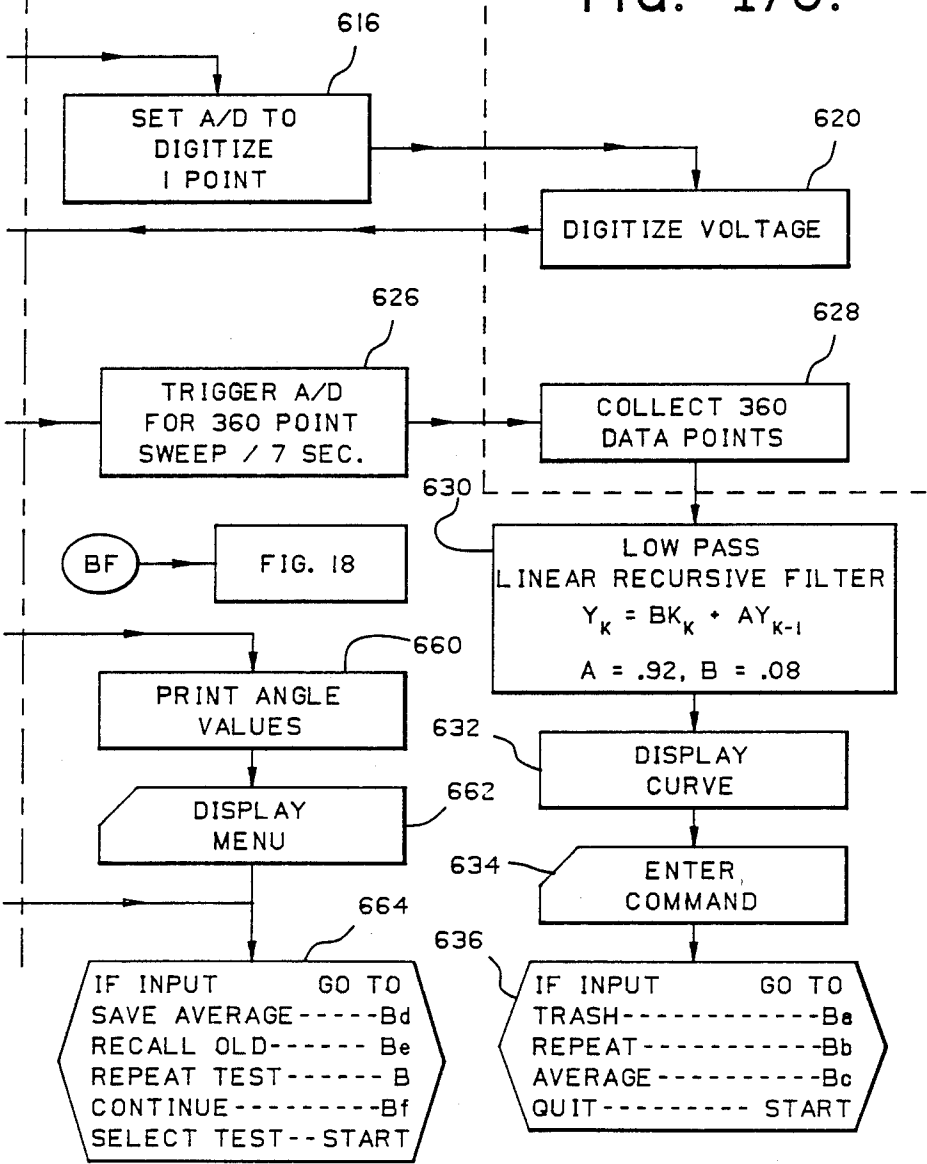 FIG. 17C.
616
SET A/D TO
DIGITIZE
1 POINT
620
DIGITIZE VOLTAGE
626
TRIGGER A/D
FOR 360 POINT
SWEEP / 7 SEC.
628
COLLECT 360
DATA POINTS
630
LOW PASS
LINEAR RECURSIVE FILTER
Y_K = BK_K + AY_{K-1}
A = .92, B = .08
BF
FIG. 18
660
PRINT ANGLE
VALUES
632
DISPLAY
CURVE
662
DISPLAY
MENU
634
ENTER
COMMAND
664
IF INPUT GO TO
SAVE AVERAGE-----Bd
RECALL OLD------ Be
REPEAT TEST------ B
CONTINUE---------Bf
SELECT TEST--START
636
IF INPUT GO TO
TRASH------------Ba
REPEAT-----------Bb
AVERAGE----------Bc
QUIT--------- START